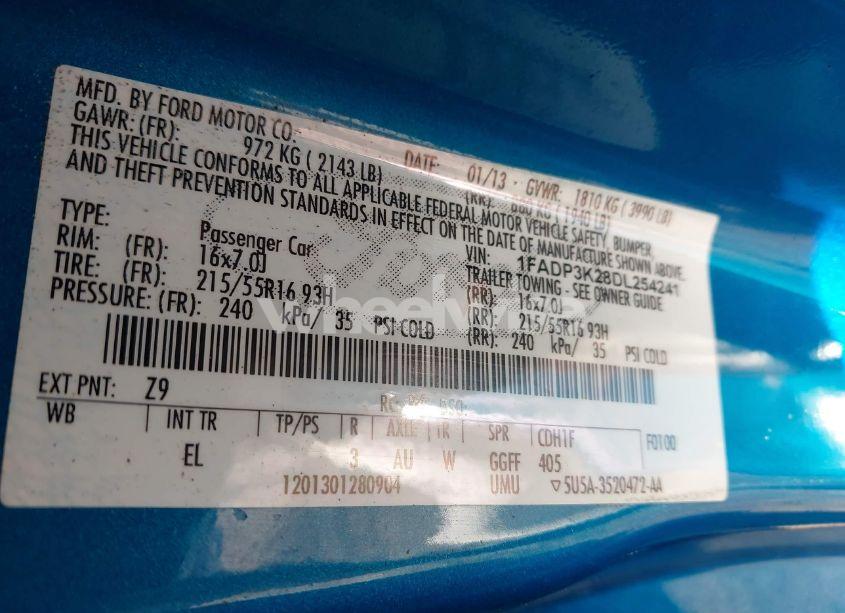 MFD. BY FORD MOTOR CO. DATE: 01/13 - GVWR: 1810 KG ( 3990 LB)
GAWR: (FR): 972 KG ( 2143 LB) (RR): KG ( LB)
THIS VEHICLE CONFORMS TO ALL APPLICABLE FEDERAL MOTOR VEHICLE SAFETY, BUMPER,
AND THEFT PREVENTION STANDARDS IN EFFECT ON THE DATE OF MANUFACTURE SHOWN ABOVE.
VIN: 1FADP3K28DL254241
TYPE: Passenger Car TRAILER TOWING - SEE OWNER GUIDE
RIM: (FR): 16x7.0J (RR): 16x7.0J
TIRE: (FR): 215/55R16 93H (RR): 215/55R16 93H
PRESSURE: (FR): 240 kPa/ 35 PSI COLD (RR): 240 kPa/ 35 PSI COLD
EXT PNT: Z9 DSO:
WB INT TR TP/PS R AXLE TR SPR CDH1F F0100
EL 3 AU W GGFF 405
1201301280904 UMU ▽5U5A-3520472-AA